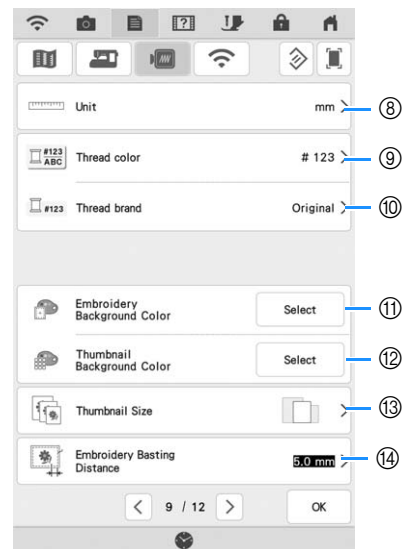 Unit mm >
⑧
#123
ABC
Thread color # 123 >
⑨
#123 Thread brand Original >
⑩
Embroidery
Background Color
Select
⑪
Thumbnail
Background Color
Select
⑫
Thumbnail Size >
⑬
Embroidery Basting
Distance
5.0 mm >
⑭
< 9 / 12 > OK